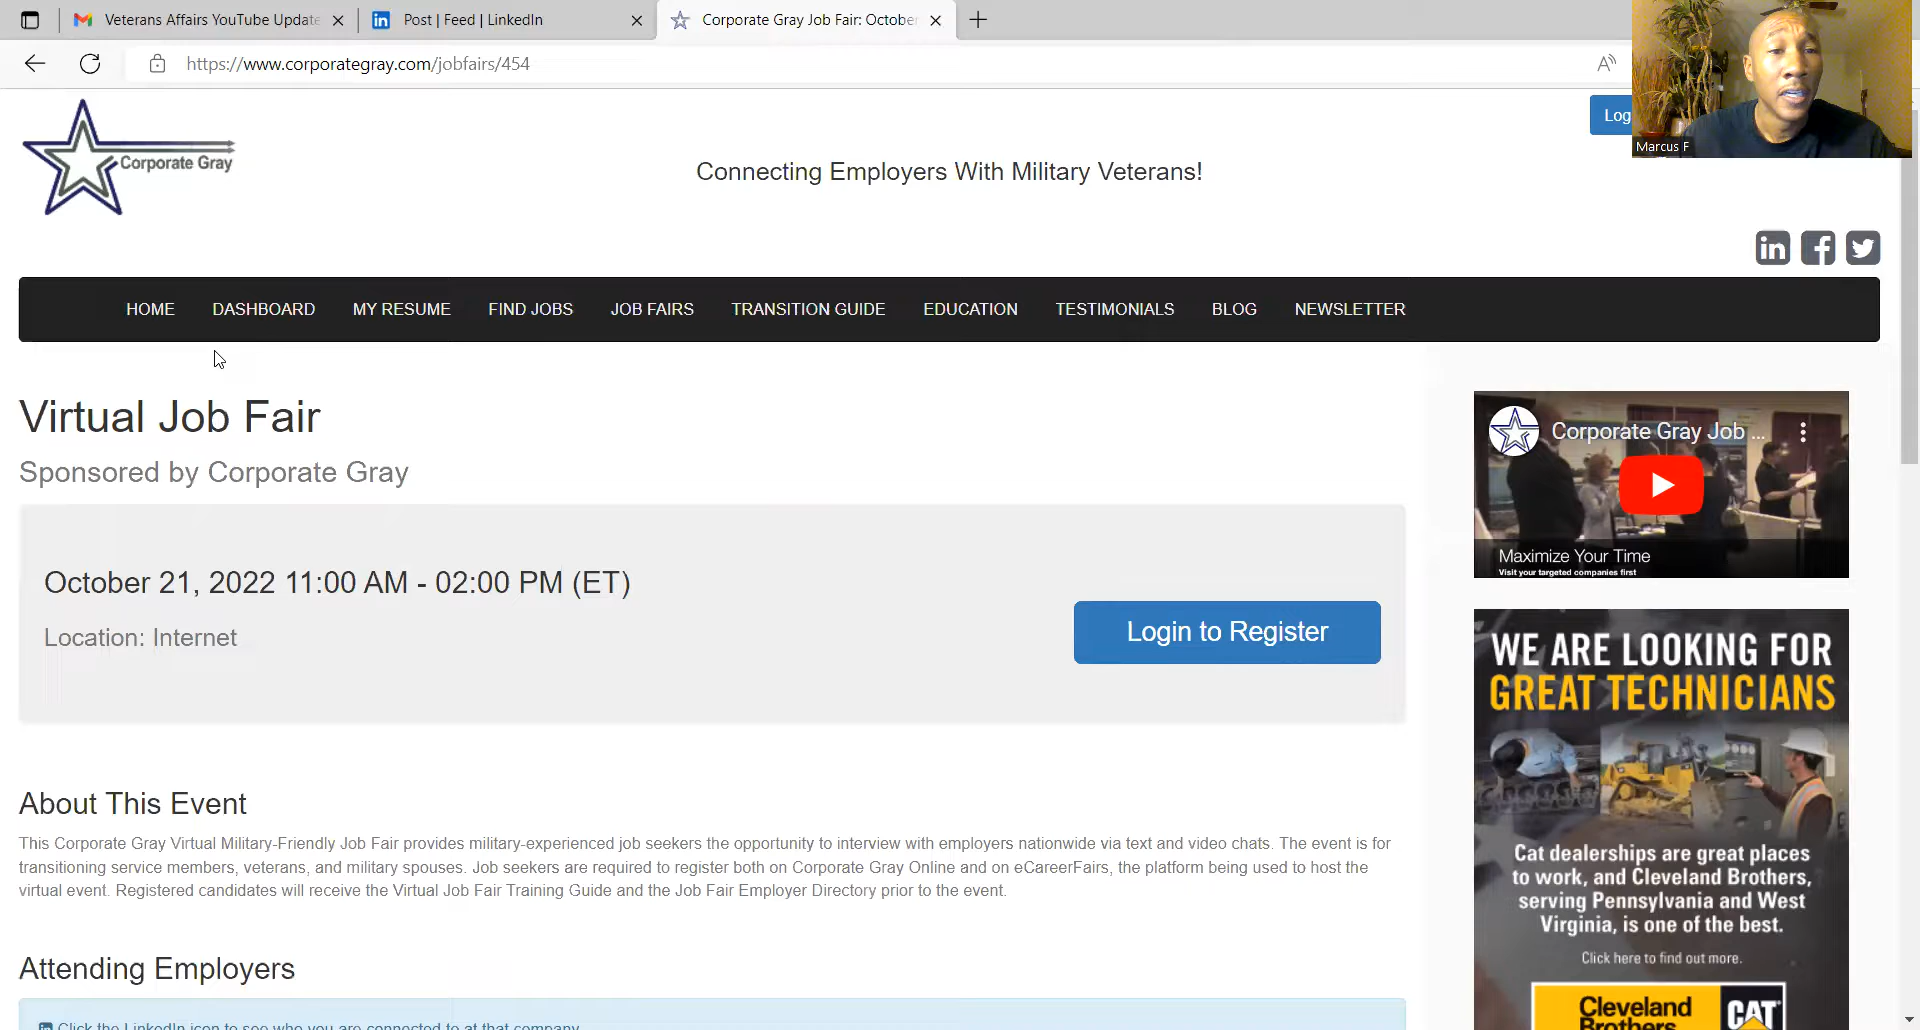 Veterans Affairs YouTube Update
Post | Feed | LinkedIn
Corporate Gray Job Fair: October
https://www.corporategray.com/jobfairs/454
Marcus F
Log
Corporate Gray
Connecting Employers With Military Veterans!
HOME DASHBOARD MY RESUME FIND JOBS JOB FAIRS TRANSITION GUIDE EDUCATION TESTIMONIALS BLOG NEWSLETTER
Virtual Job Fair
Sponsored by Corporate Gray
October 21, 2022 11:00 AM - 02:00 PM (ET)
Location: Internet
Login to Register
About This Event
This Corporate Gray Virtual Military-Friendly Job Fair provides military-experienced job seekers the opportunity to interview with employers nationwide via text and video chats. The event is for
transitioning service members, veterans, and military spouses. Job seekers are required to register both on Corporate Gray Online and on eCareerFairs, the platform being used to host the
virtual event. Registered candidates will receive the Virtual Job Fair Training Guide and the Job Fair Employer Directory prior to the event.
Attending Employers
Click the LinkedIn icon to see who you are connected to at that company
Corporate Gray Job ...
Maximize Your Time
Visit your targeted companies first
WE ARE LOOKING FOR
GREAT TECHNICIANS
Cat dealerships are great places
to work, and Cleveland Brothers,
serving Pennsylvania and West
Virginia, is one of the best.
Click here to find out more.
Cleveland
Brothers
CAT